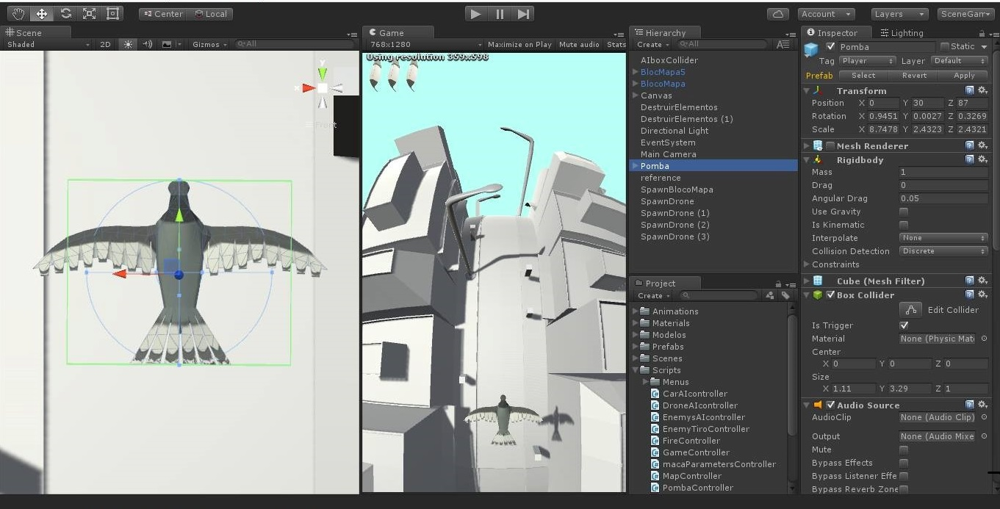 Center Local
Account Layers SceneGam
Scene
Shaded 2D Gizmos All
Front
Game
768x1280 Maximize on Play Mute audio Stats
Using resolution 359x598
Hierarchy
Create All
AIboxCollider
BlocMapa5
BlocoMapa
Canvas
DestruirElementos
DestruirElementos (1)
Directional Light
EventSystem
Main Camera
Pomba
reference
SpawnBlocoMapa
SpawnDrone
SpawnDrone (1)
SpawnDrone (2)
SpawnDrone (3)
Project
Create
Animations
Materials
Modelos
Prefabs
Scenes
Scripts
Menus
CarAIcontroller
DroneAIcontroller
EnemysAIcontroller
EnemyTiroController
FireController
GameController
macaParametersController
MapController
PombaController
Inspector Lighting
Pomba Static
Tag Player Layer Default
Prefab Select Revert Apply
Transform
Position X 0 Y 30 Z 87
Rotation X 0.9451 Y 0.0027 Z 0.3269
Scale X 8.7478 Y 2.4323 Z 2.4321
Mesh Renderer
Rigidbody
Mass 1
Drag 0
Angular Drag 0.05
Use Gravity
Is Kinematic
Interpolate None
Collision Detection Discrete
Constraints
Cube (Mesh Filter)
Box Collider
Edit Collider
Is Trigger
Material None (Physic Mat
Center
X 0 Y 0 Z 0
Size
X 1.11 Y 3.29 Z 1
Audio Source
AudioClip None (Audio Clip)
Output None (Audio Mixe
Mute
Bypass Effects
Bypass Listener Effe
Bypass Reverb Zone